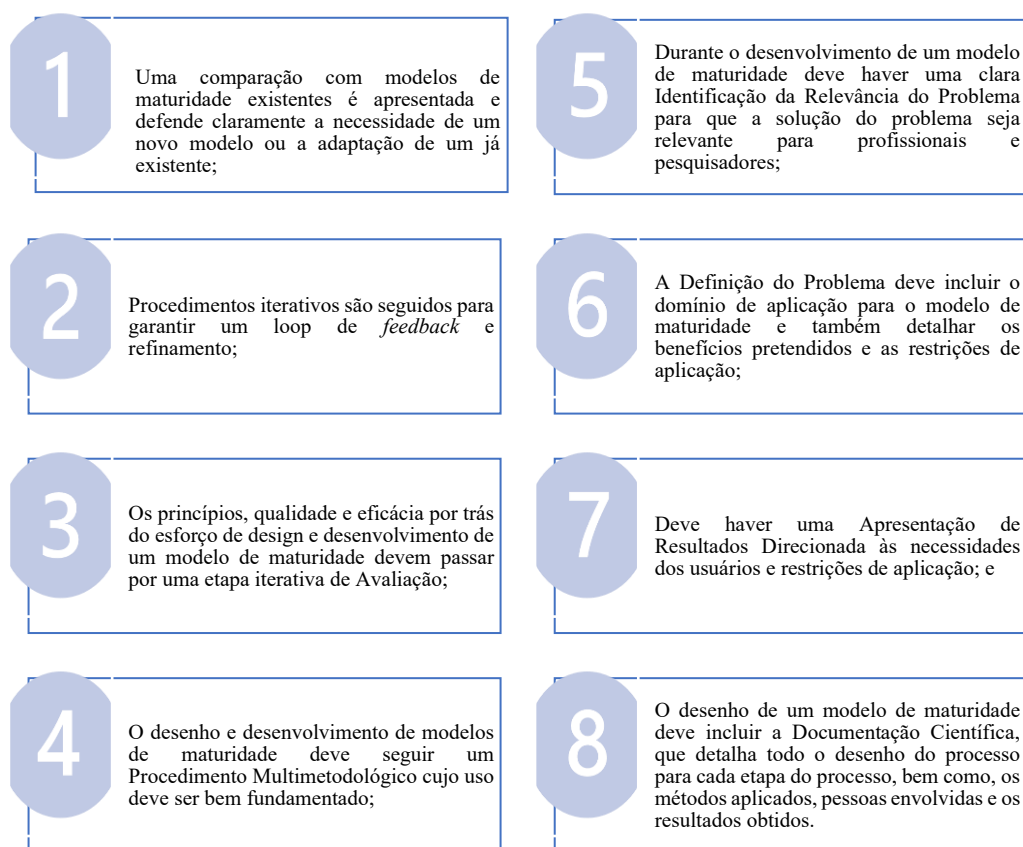 1
Uma comparação com modelos de
maturidade existentes é apresentada e
defende claramente a necessidade de um
novo modelo ou a adaptação de um já
existente;
2
Procedimentos iterativos são seguidos para
garantir um loop de feedback e
refinamento;
3
Os princípios, qualidade e eficácia por trás
do esforço de design e desenvolvimento de
um modelo de maturidade devem passar
por uma etapa iterativa de Avaliação;
4
O desenho e desenvolvimento de modelos
de maturidade deve seguir um
Procedimento Multimetodológico cujo uso
deve ser bem fundamentado;
5
Durante o desenvolvimento de um modelo
de maturidade deve haver uma clara
Identificação da Relevância do Problema
para que a solução do problema seja
relevante para profissionais e
pesquisadores;
6
A Definição do Problema deve incluir o
domínio de aplicação para o modelo de
maturidade e também detalhar os
benefícios pretendidos e as restrições de
aplicação;
7
Deve haver uma Apresentação de
Resultados Direcionada às necessidades
dos usuários e restrições de aplicação; e
8
O desenho de um modelo de maturidade
deve incluir a Documentação Científica,
que detalha todo o desenho do processo
para cada etapa do processo, bem como, os
métodos aplicados, pessoas envolvidas e os
resultados obtidos.